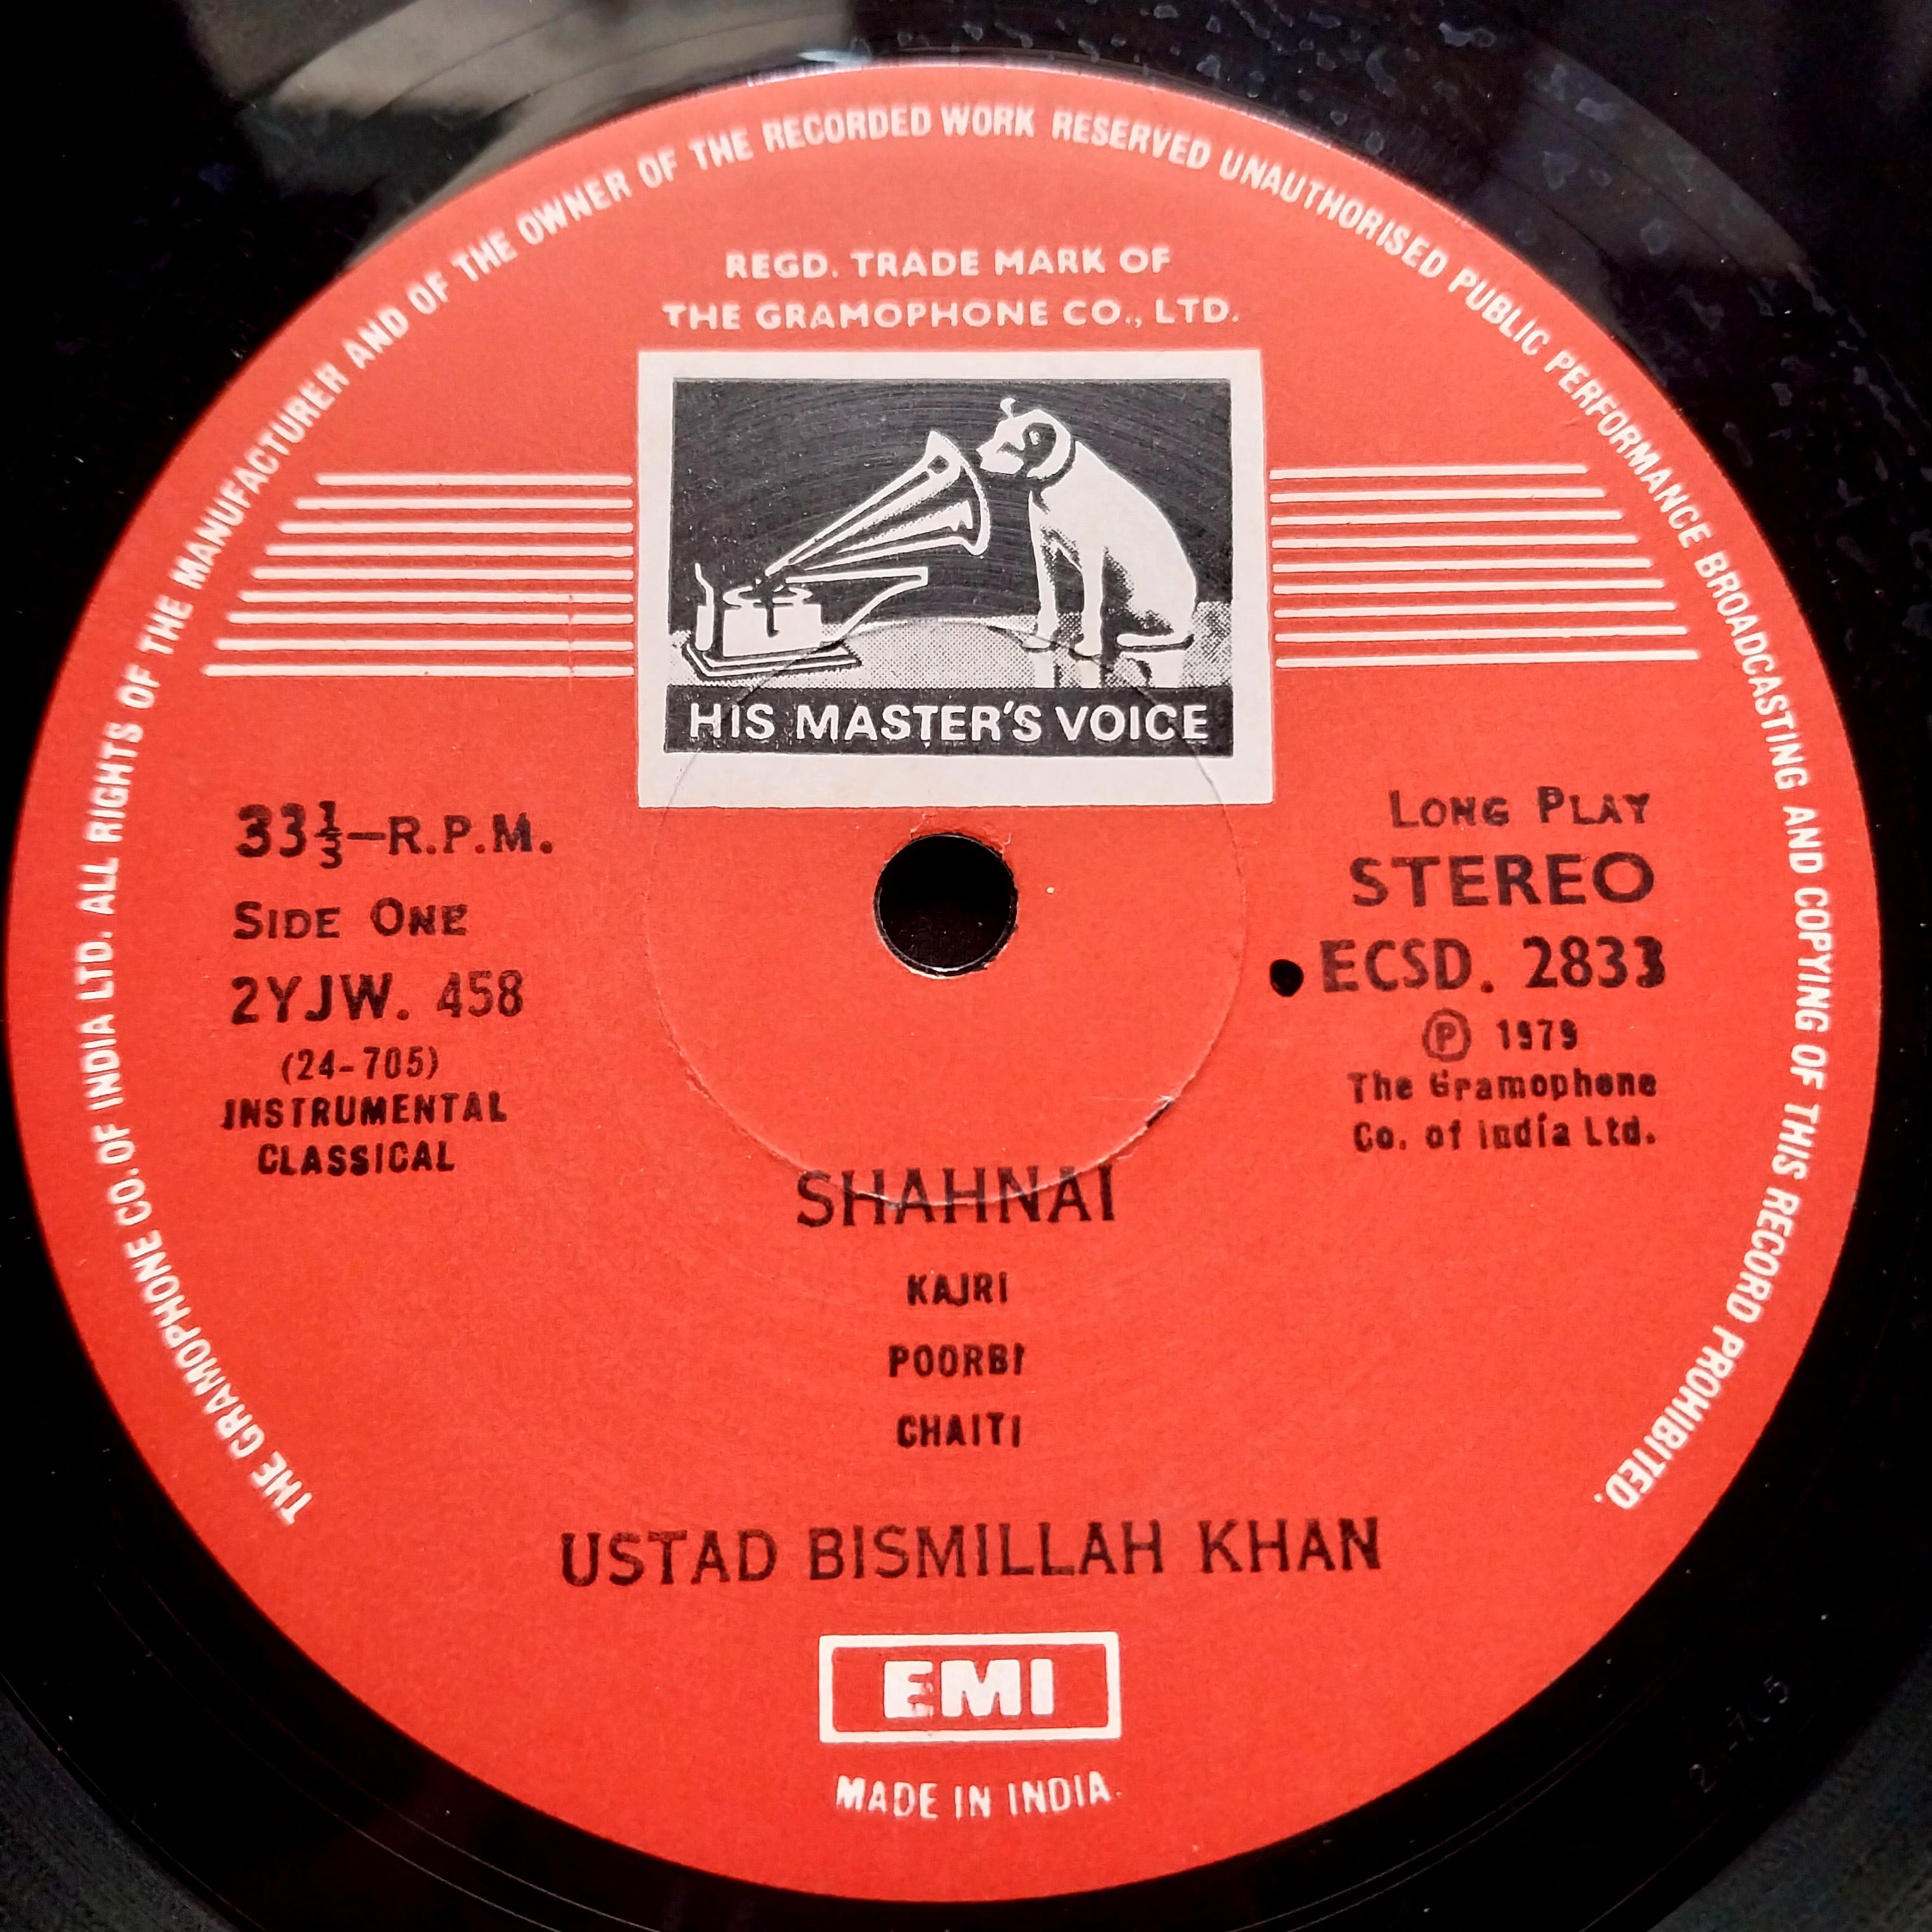 THE GRAMOPHONE CO. OF INDIA LTD. ALL RIGHTS OF THE MANUFACTURER AND OF THE OWNER OF THE RECORDED WORK RESERVED UNAUTHORISED PUBLIC PERFORMANCE BROADCASTING AND COPYING OF THIS RECORD PROHIBITED.
REGD. TRADE MARK OF
THE GRAMOPHONE CO., LTD.
HIS MASTER'S VOICE
33⅓–R.P.M.
SIDE ONE
2YJW. 458
(24-705)
INSTRUMENTAL
CLASSICAL
LONG PLAY
STEREO
ECSD. 2833
Ⓟ 1979
The Gramophone
Co. of india Ltd.
SHAHNAI
KAJRI
POORBI
CHAITI
USTAD BISMILLAH KHAN
EMI
MADE IN INDIA.